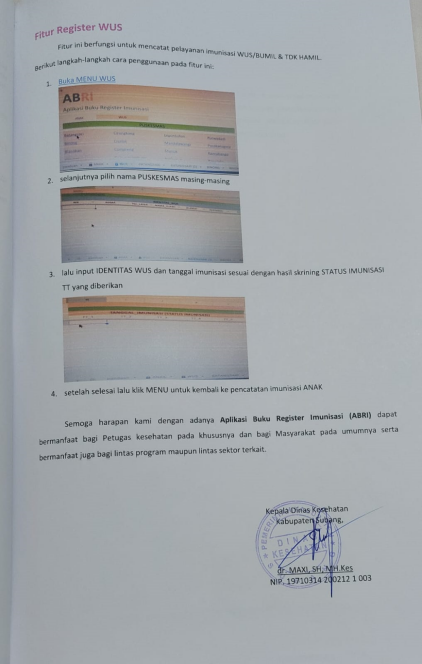 Fitur Register WUS
Fitur ini berfungsi untuk mencatat pelayanan imunisasi WUS/BUMIL & TDK HAMIL.
Berikut langkah-langkah cara penggunaan pada fitur ini:
1. Buka MENU WUS
ABRI
Aplikasi Buku Register Imunisasi
2. selanjutnya pilih nama PUSKESMAS masing-masing
3. lalu input IDENTITAS WUS dan tanggal imunisasi sesuai dengan hasil skrining STATUS IMUNISASI
TT yang diberikan
4. setelah selesai lalu klik MENU untuk kembali ke pencatatan imunisasi ANAK
Semoga harapan kami dengan adanya Aplikasi Buku Register Imunisasi (ABRI) dapat
bermanfaat bagi Petugas kesehatan pada khususnya dan bagi Masyarakat pada umumnya serta
bermanfaat juga bagi lintas program maupun lintas sektor terkait.
Kepala Dinas Kesehatan
Kabupaten Subang,
DINAS
KESEHATAN
dr. MAXI, SH, MH.Kes
NIP. 19710314 200212 1 003